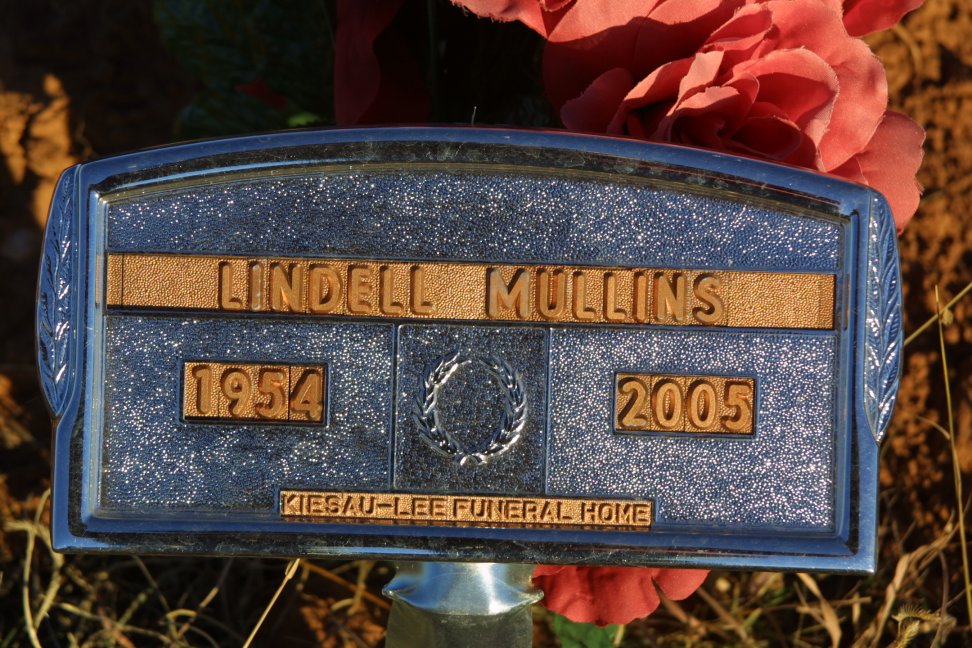 LINDELL MULLINS
1954 2005
KIESAU-LEE FUNERAL HOME